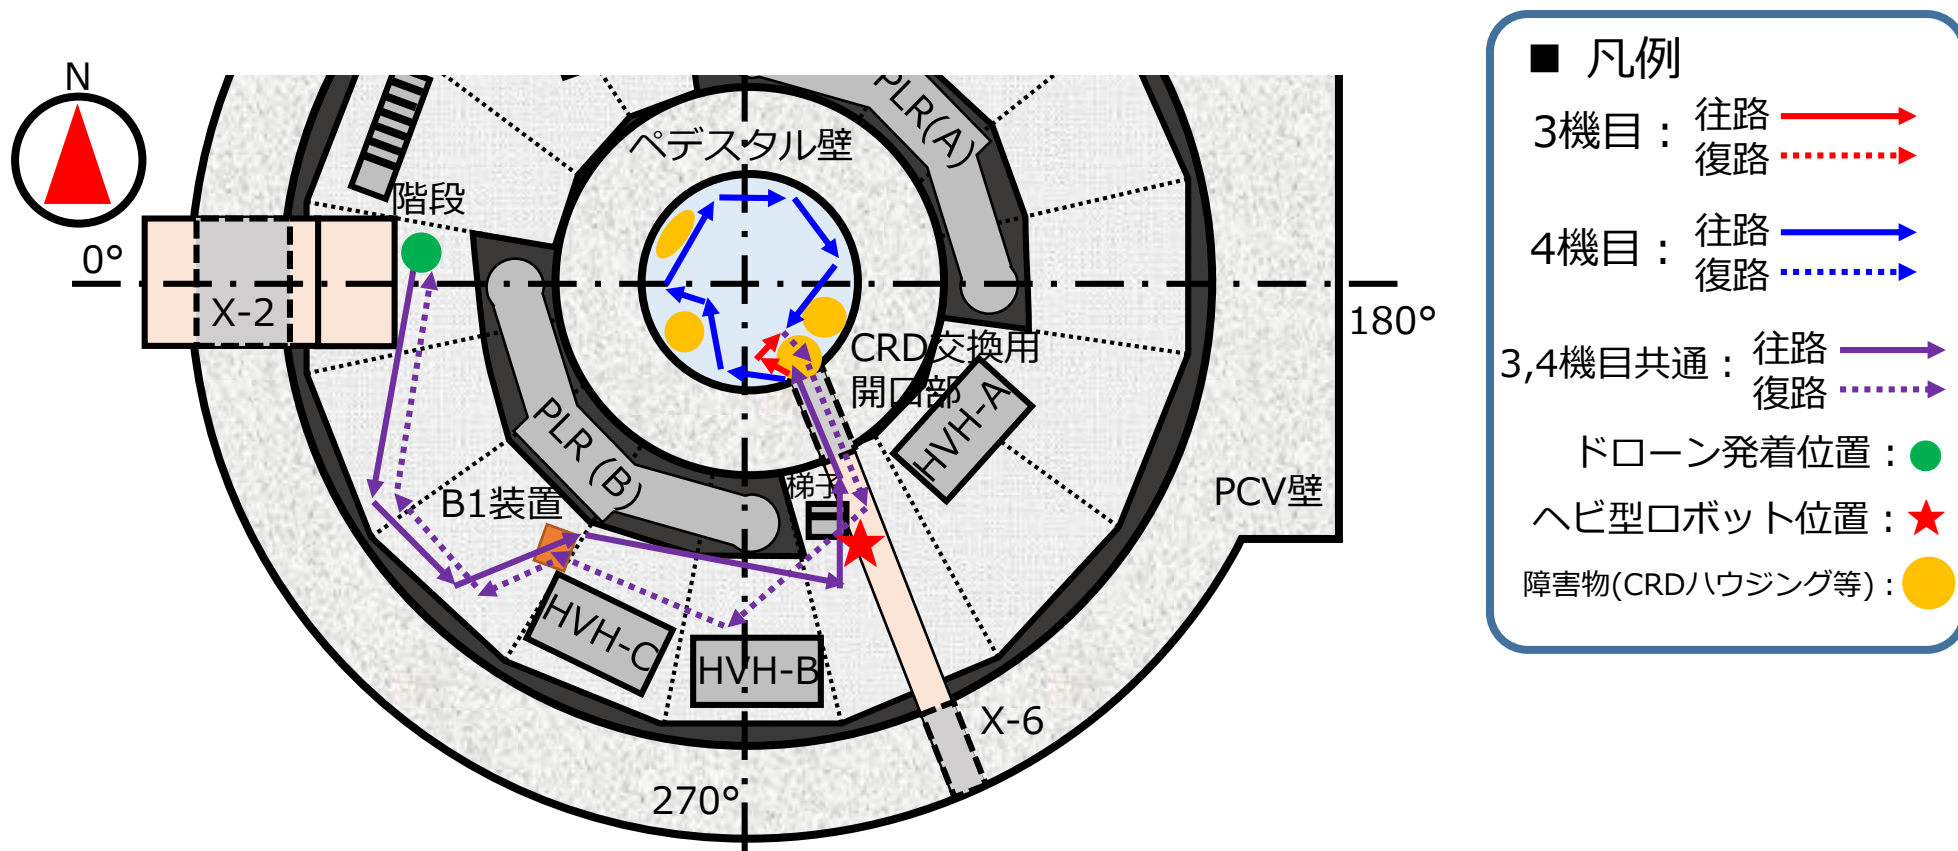 N
階段
0°
X-2
ペデスタル壁
PLR(A)
180°
CRD交換用
開口部
HVH-A
PLR (B)
梯子
B1装置
HVH-C
HVH-B
PCV壁
X-6
270°
■ 凡例
3機目： 往路
復路
4機目： 往路
復路
3,4機目共通： 往路
復路
ドローン発着位置：
ヘビ型ロボット位置：
障害物(CRDハウジング等)：